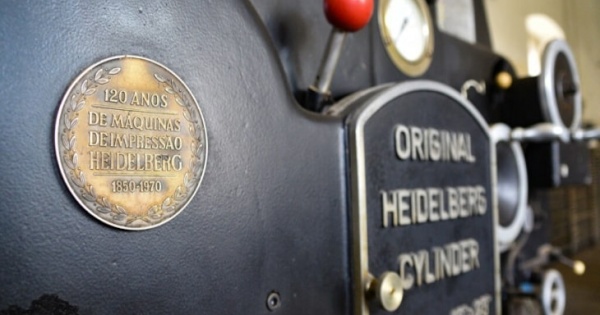 120 ANOS
DE MÁQUINAS
DE IMPRESSÃO
HEIDELBERG
1850-1970
ORIGINAL
HEIDELBERG
CYLINDER